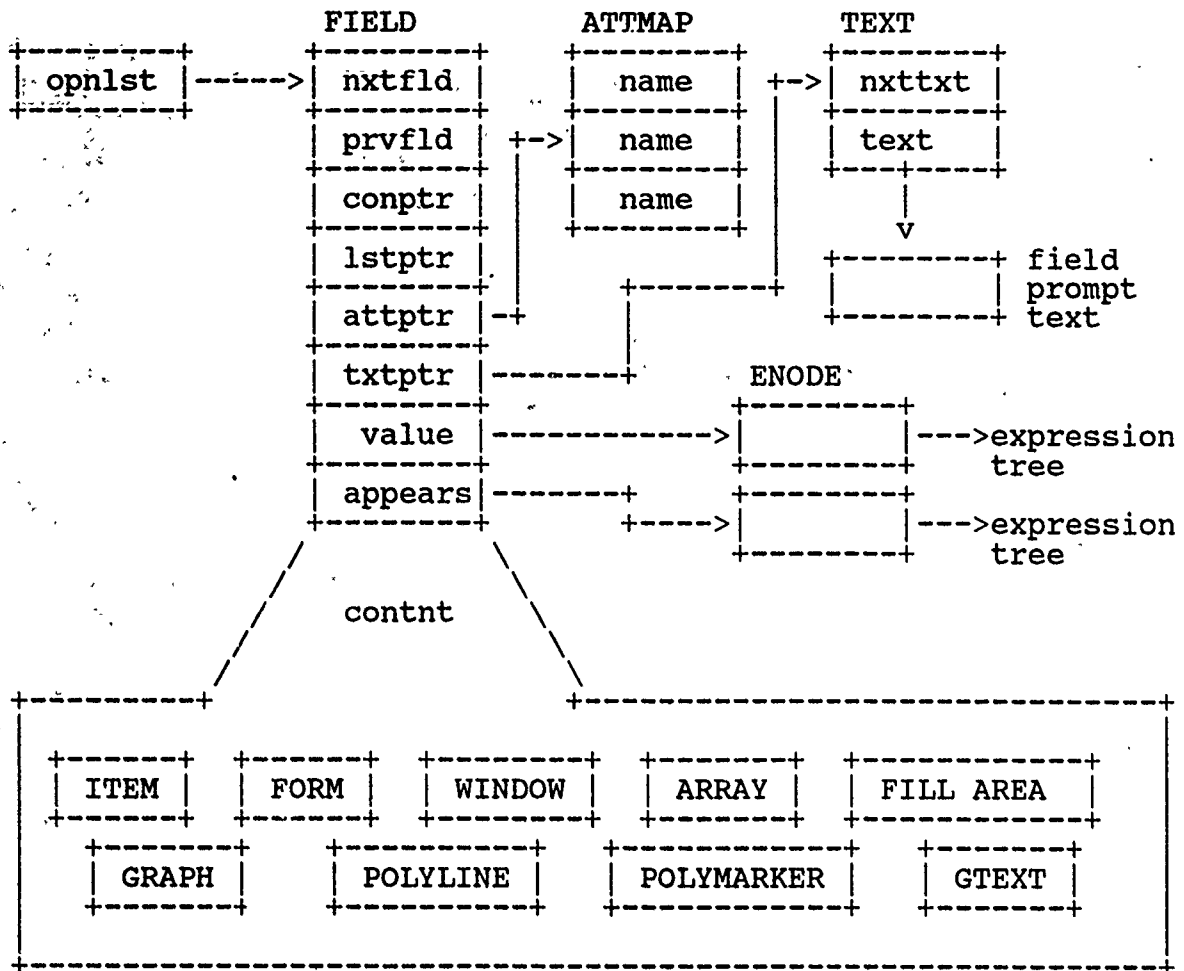 FIELD ATTMAP TEXT
opnlst nxtfld name nxttxt
prvfld name text
conptr name
v
lstptr field
prompt
attptr text
txtptr ENODE
value expression
tree
appears expression
tree
contnt
ITEM FORM WINDOW ARRAY FILL AREA
GRAPH POLYLINE POLYMARKER GTEXT